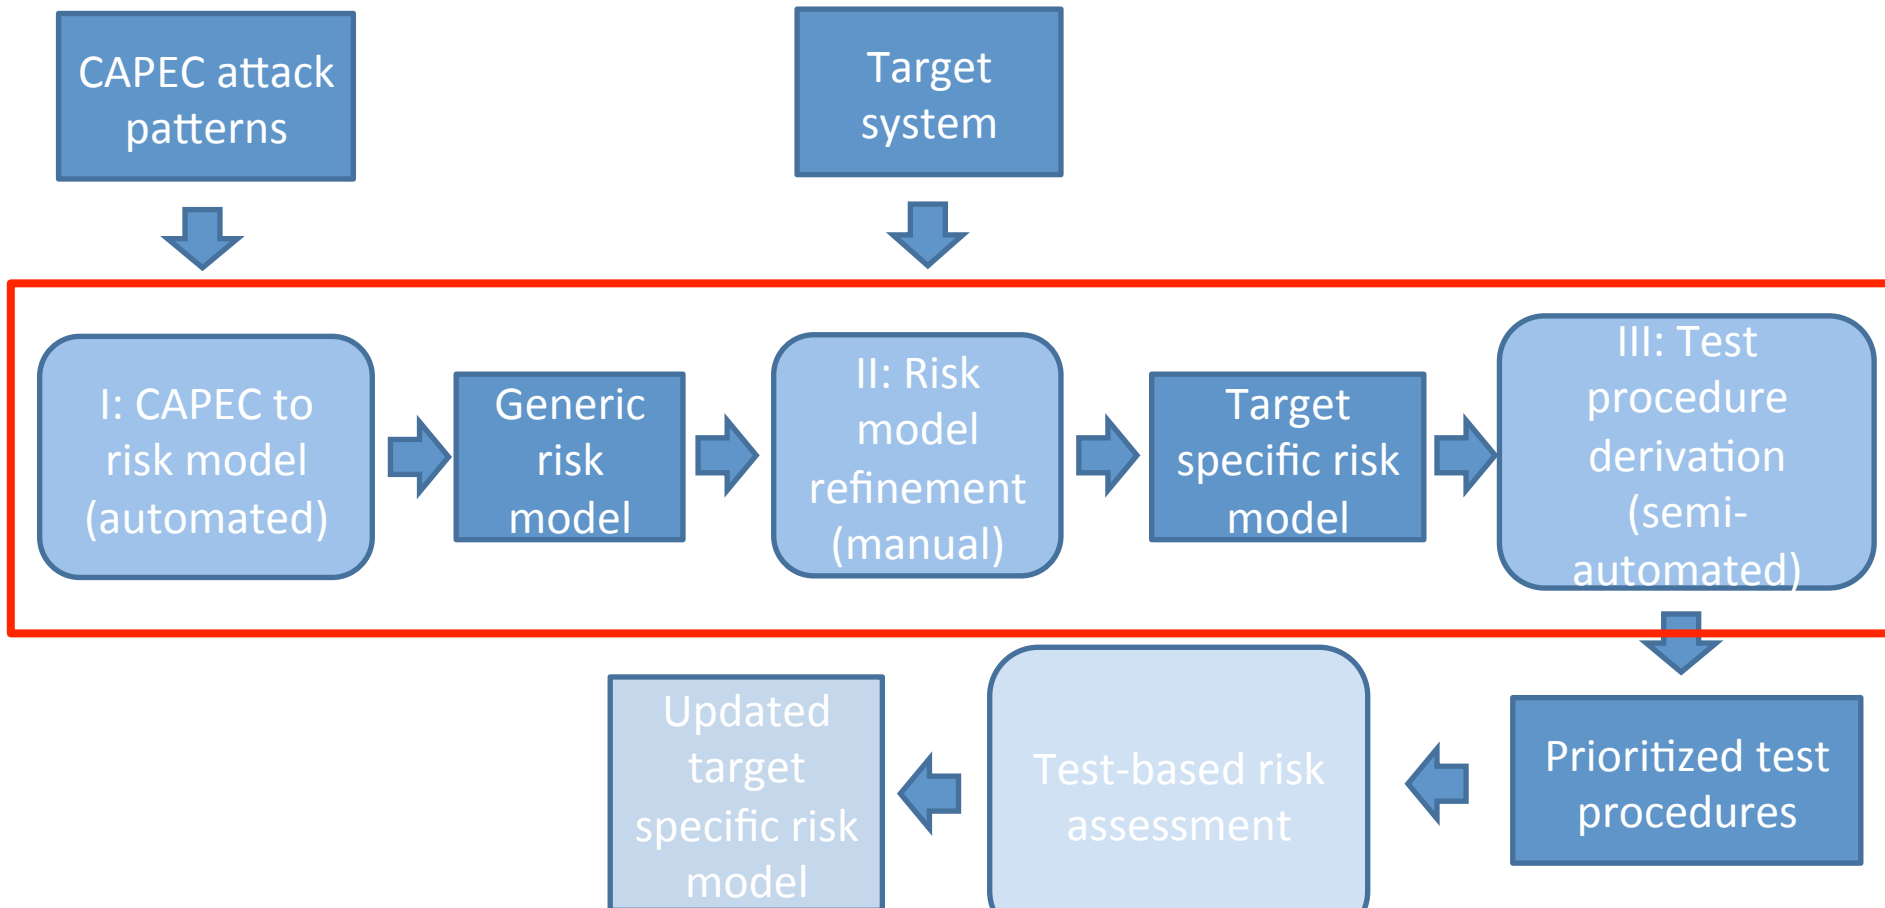 CAPEC attack
patterns
Target
system
I: CAPEC to
risk model
(automated)
Generic
risk
model
II: Risk
model
refinement
(manual)
Target
specific risk
model
III: Test
procedure
derivation
(semi-
automated)
Updated
target
specific risk
model
Test-based risk
assessment
Prioritized test
procedures